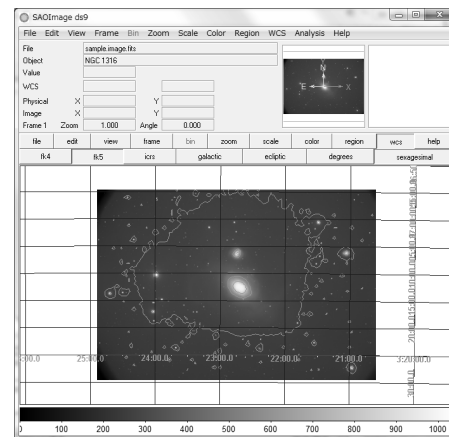 SAOImage ds9
File Edit View Frame Bin Zoom Scale Color Region WCS Analysis Help
File sample.image.fits
Object NGC 1316
Value
WCS
Physical X Y
Image X Y
Frame 1 Zoom 1.000 Angle 0.000
N
E X
file edit view frame bin zoom scale color region wcs help
fk4 fk5 icrs galactic ecliptic degrees sexagesimal
25:00.0 24:00.0 23:00.0 22:00.0 21:00.0 3:20:00.0
0 100 200 300 400 500 600 700 800 900 1000